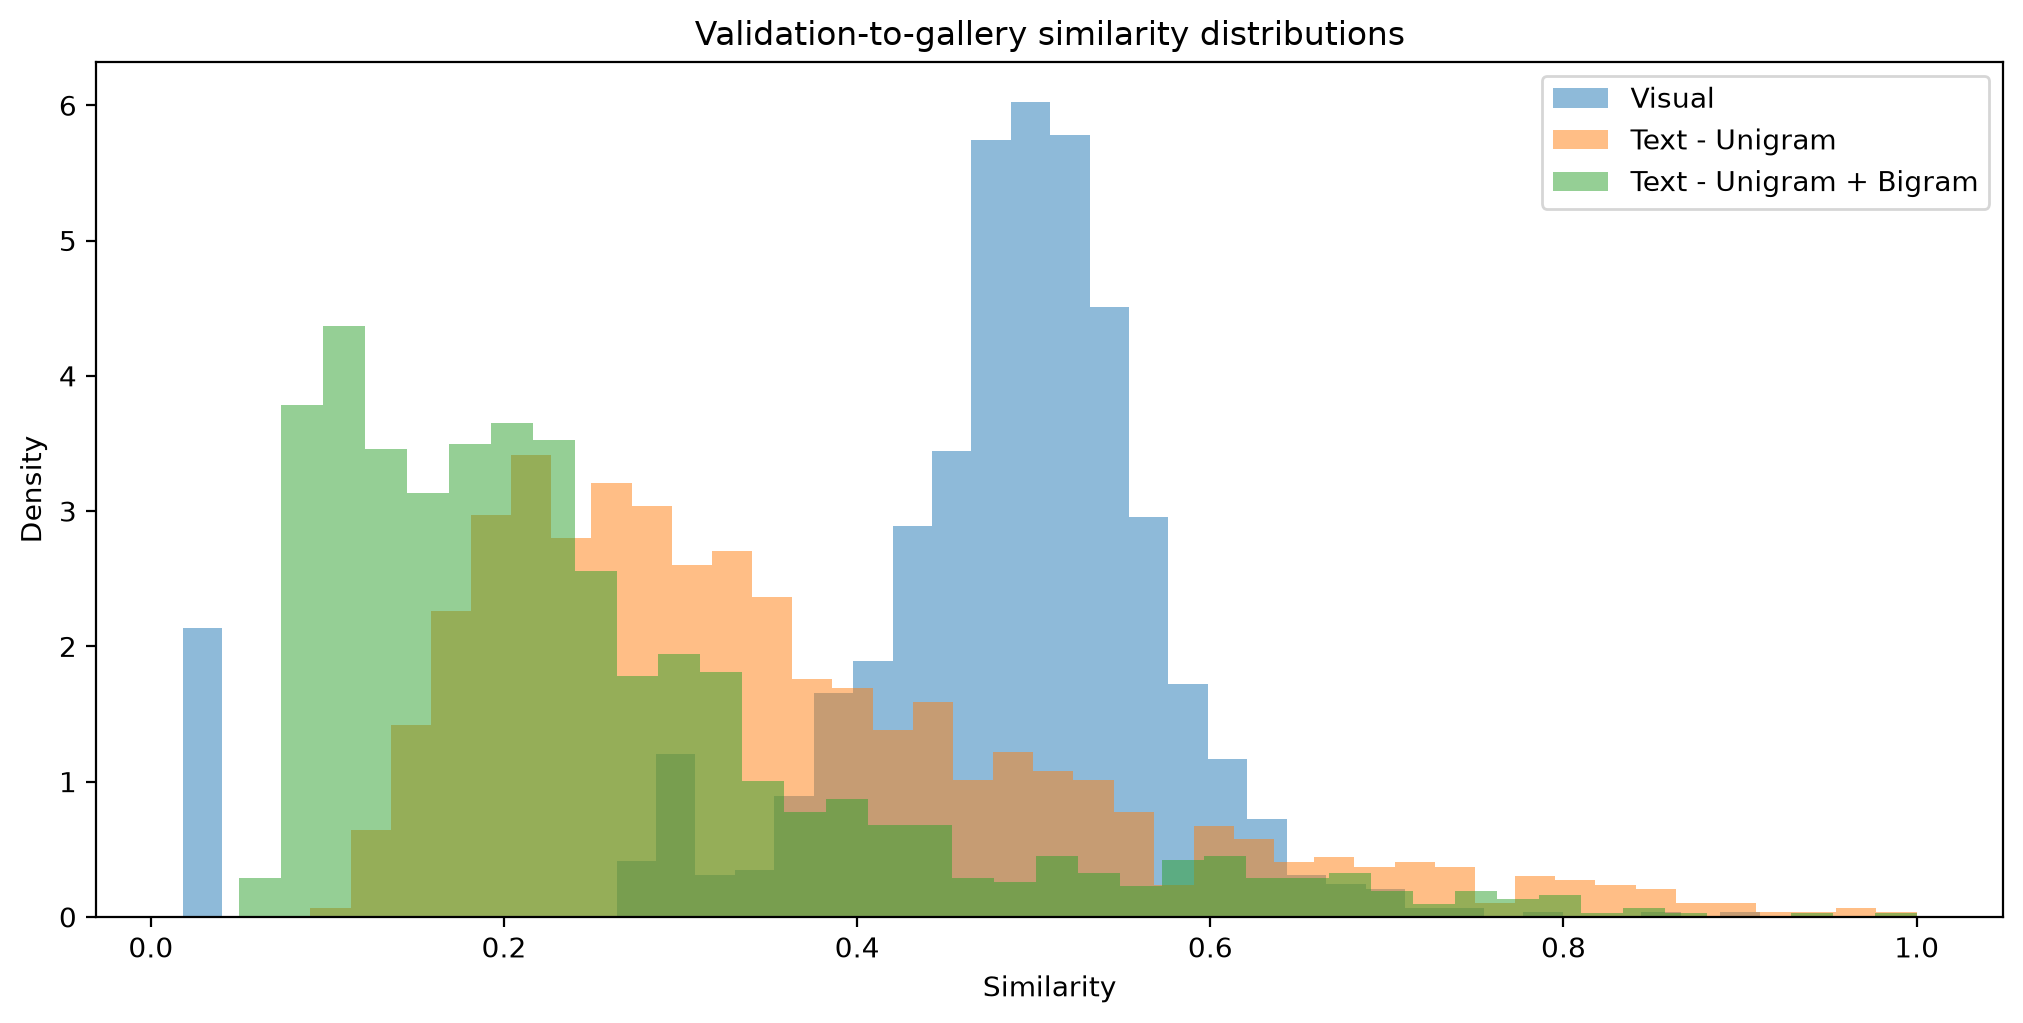 Validation-to-gallery similarity distributions
Visual
Text - Unigram
Text - Unigram + Bigram
6
5
4
3
2
1
0
Density
0.0 0.2 0.4 0.6 0.8 1.0
Similarity